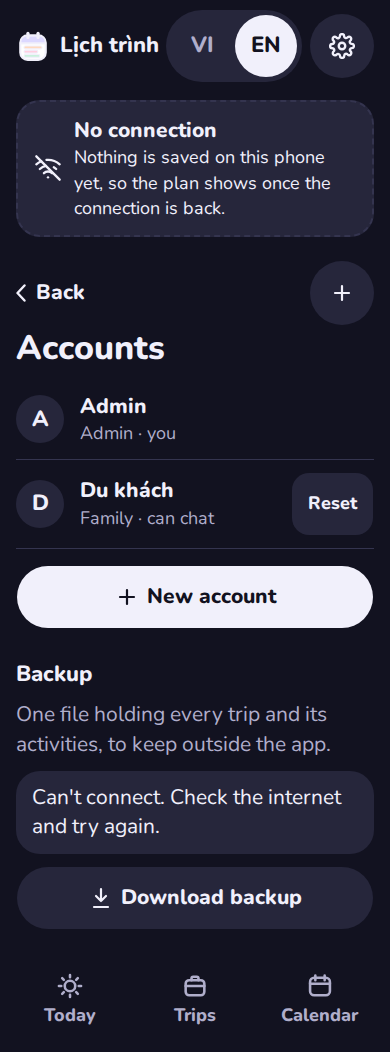 Lịch trình
VI
EN
No connection
Nothing is saved on this phone
yet, so the plan shows once the
connection is back.
Back
Accounts
A
Admin
Admin · you
D
Du khách
Family · can chat
Reset
New account
Backup
One file holding every trip and its
activities, to keep outside the app.
Can't connect. Check the internet
and try again.
Download backup
Today
Trips
Calendar